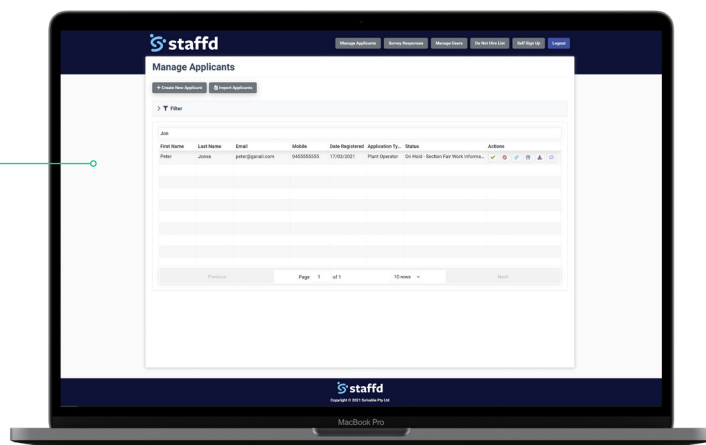 staffd
Manage Applicants Survey Responses Manage Users Do Not Hire List Self Sign Up Logout
Manage Applicants
+ Create New Applicant Import Applicants
Filter
Jon
First Name Last Name Email Mobile Date Registered Application Ty... Status Actions
Peter Jones peter@gamail.com 0455555555 17/03/2021 Plant Operator On Hold - Section Fair Work Informa...
Previous Page 1 of 1 10 rows Next
staffd
Copyright © 2021 Solvable Pty Ltd
MacBook Pro